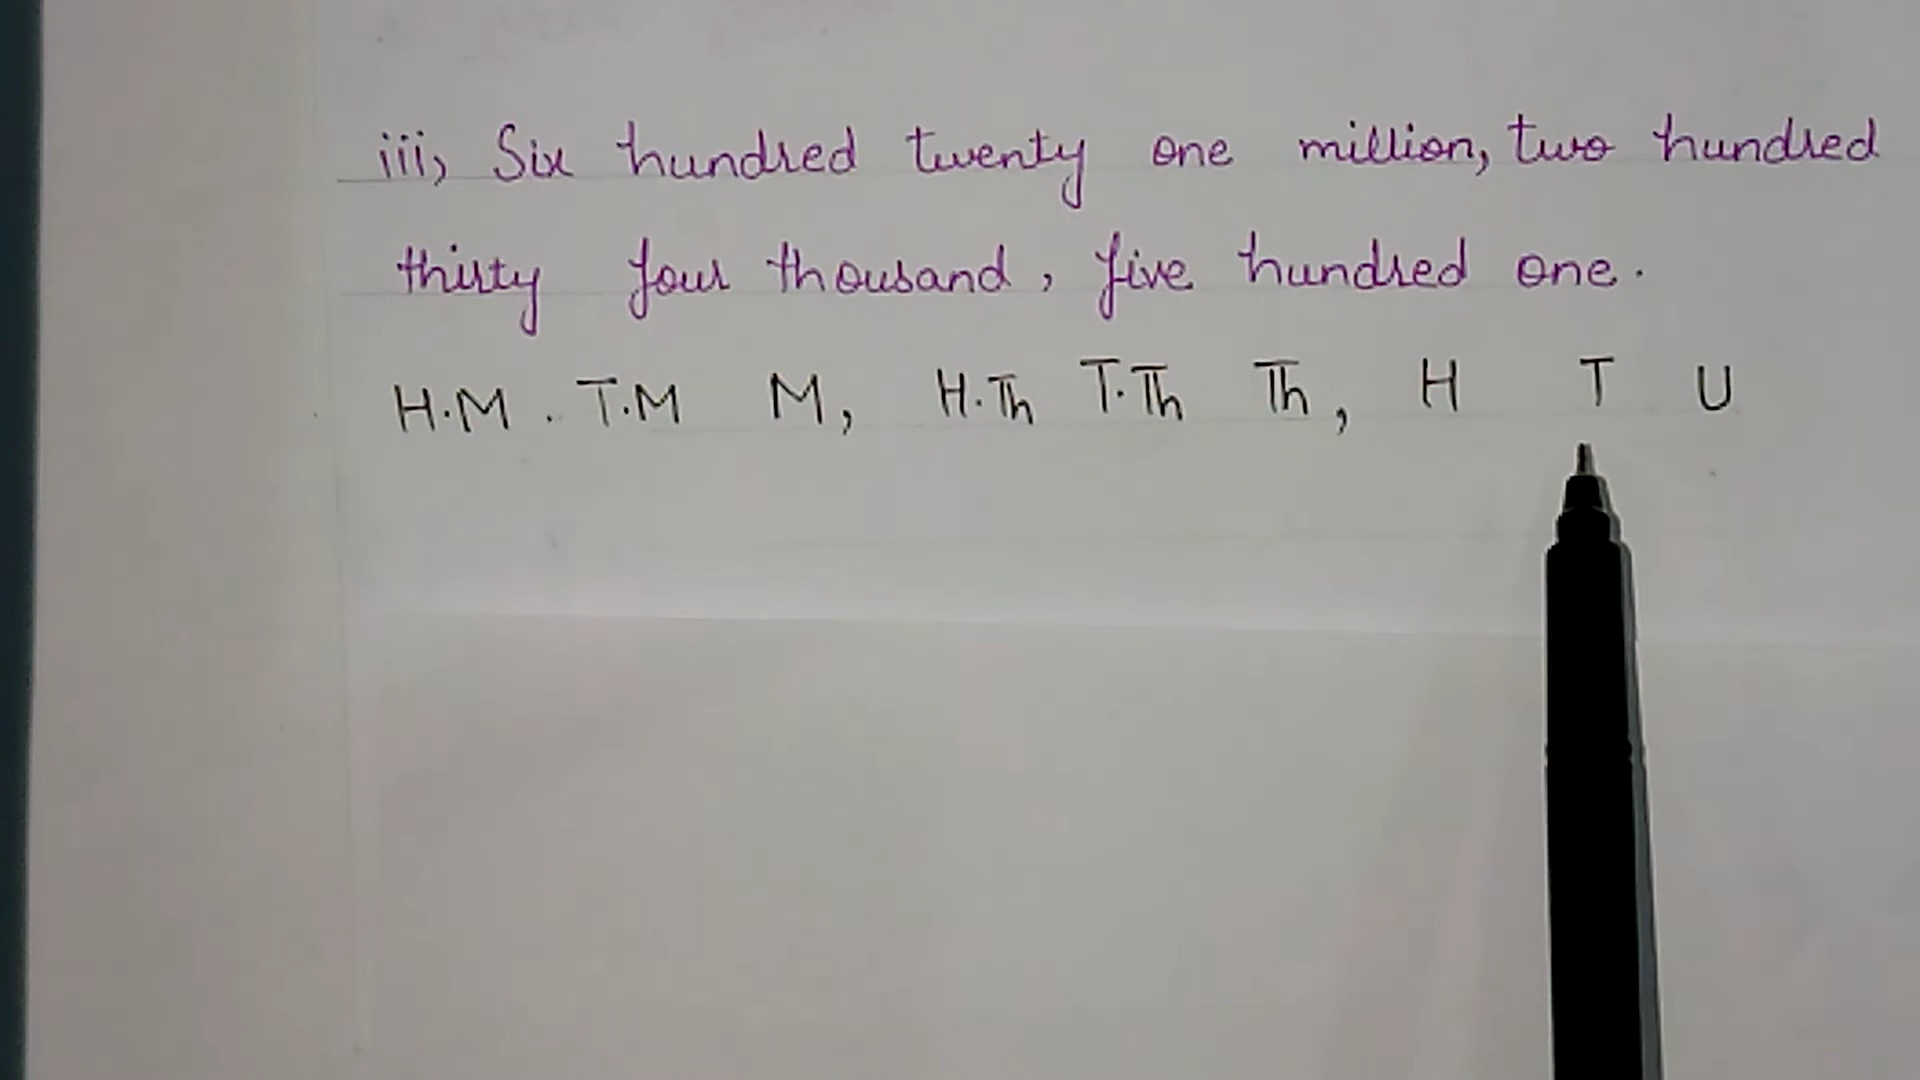 iii, Six hundred twenty one million, two hundred
thirty four thousand, five hundred one.
H.M. T.M M, H.Th T.Th Th, H T U